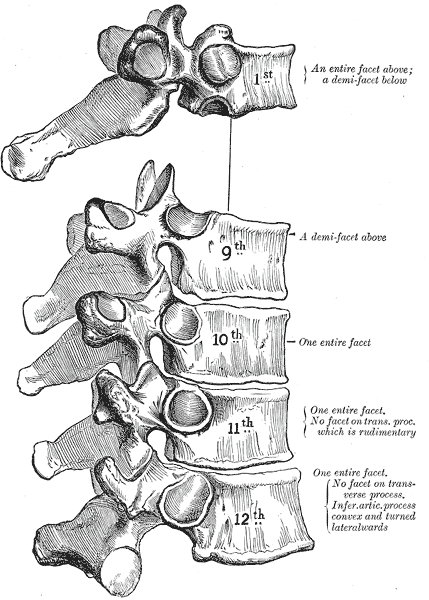 1st
An entire facet above;
a demi-facet below
9th
A demi-facet above
10th
One entire facet
11th
One entire facet.
No facet on trans. proc.
which is rudimentary
12th
One entire facet.
No facet on trans-
verse process.
Infer. artic. process
convex and turned
lateralwards